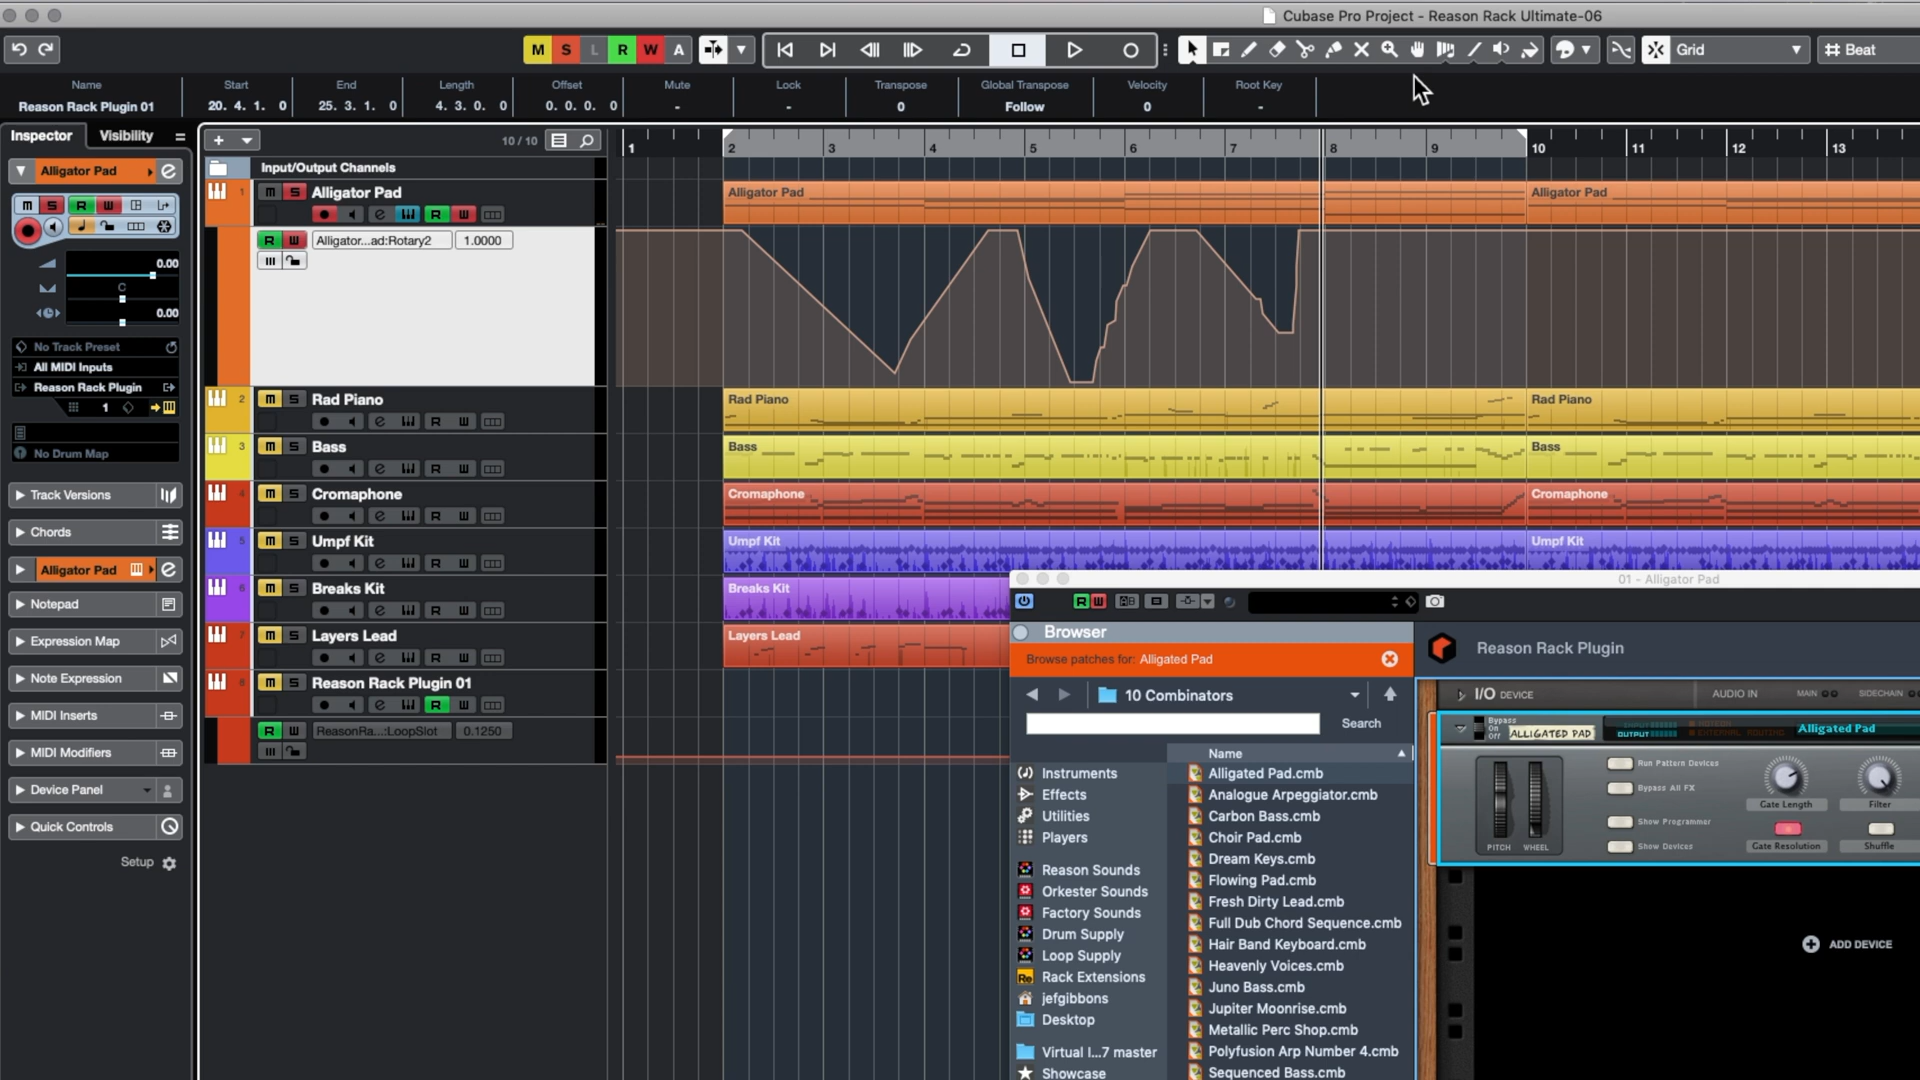 Cubase Pro Project - Reason Rack Ultimate-06
M S L R W A
Grid
Beat
Name Start End Length Offset Mute Lock Transpose Global Transpose Velocity Root Key
Reason Rack Plugin 01 20. 4. 1. 0 25. 3. 1. 0 4. 3. 0. 0 0. 0. 0. 0 - - 0 Follow 0 -
Inspector Visibility
10 / 10
1 2 3 4 5 6 7 8 9 10 11 12 13
Input/Output Channels
Alligator Pad
m S R W
0.00
C
0.00
No Track Preset
All MIDI Inputs
Reason Rack Plugin
1
No Drum Map
Track Versions
Chords
Alligator Pad
Notepad
Expression Map
Note Expression
MIDI Inserts
MIDI Modifiers
Device Panel
Quick Controls
Setup
1 m S Alligator Pad
R W
R W Alligator...ad:Rotary2 1.0000
2 m S Rad Piano
R W
3 m S Bass
R W
4 m S Cromaphone
R W
5 m S Umpf Kit
R W
6 m S Breaks Kit
R W
7 m S Layers Lead
R W
8 m S Reason Rack Plugin 01
R W
R W ReasonRa...:LoopSlot 0.1250
Alligator Pad Alligator Pad
Rad Piano Rad Piano
Bass Bass
Cromaphone Cromaphone
Umpf Kit Umpf Kit
Breaks Kit
Layers Lead
01 - Alligator Pad
R W
Browser
Browse patches for: Alligated Pad
10 Combinators
Search
Name
Instruments
Effects
Utilities
Players
Reason Sounds
Orkester Sounds
Factory Sounds
Drum Supply
Loop Supply
Rack Extensions
jefgibbons
Desktop
Virtual I...7 master
Showcase
Alligated Pad.cmb
Analogue Arpeggiator.cmb
Carbon Bass.cmb
Choir Pad.cmb
Dream Keys.cmb
Flowing Pad.cmb
Fresh Dirty Lead.cmb
Full Dub Chord Sequence.cmb
Hair Band Keyboard.cmb
Heavenly Voices.cmb
Juno Bass.cmb
Jupiter Moonrise.cmb
Metallic Perc Shop.cmb
Polyfusion Arp Number 4.cmb
Sequenced Bass.cmb
Reason Rack Plugin
I/O DEVICE AUDIO IN MAIN SIDECHAIN
Bypass
On
Off
ALLIGATED PAD
OUTPUT
Alligated Pad
Run Pattern Devices
Bypass All FX
Show Programmer
Show Devices
PITCH WHEEL
Gate Length Filter
Gate Resolution Shuffle
ADD DEVICE